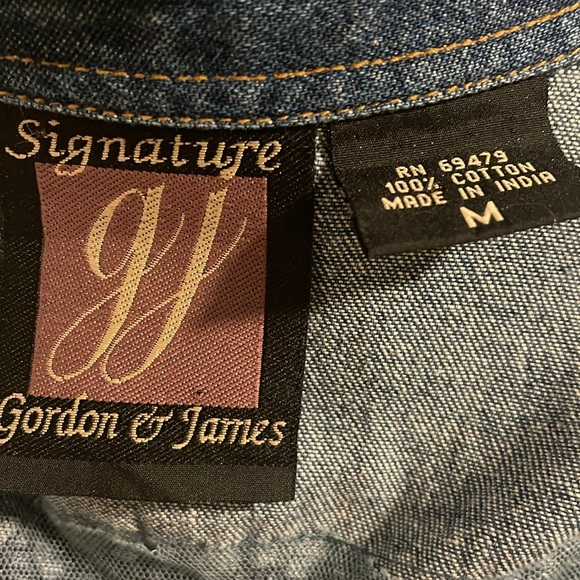 Signature
gj
Gordon & James
RN 69479
100% COTTON
MADE IN INDIA
M